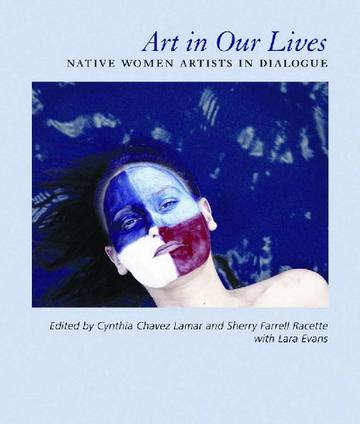 Art in Our Lives
NATIVE WOMEN ARTISTS IN DIALOGUE
Edited by Cynthia Chavez Lamar and Sherry Farrell Racette
with Lara Evans